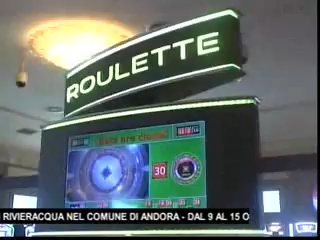 ROULETTE
Bets are closed
30
I RIVIERACQUA NEL COMUNE DI ANDORA - DAL 9 AL 15 O